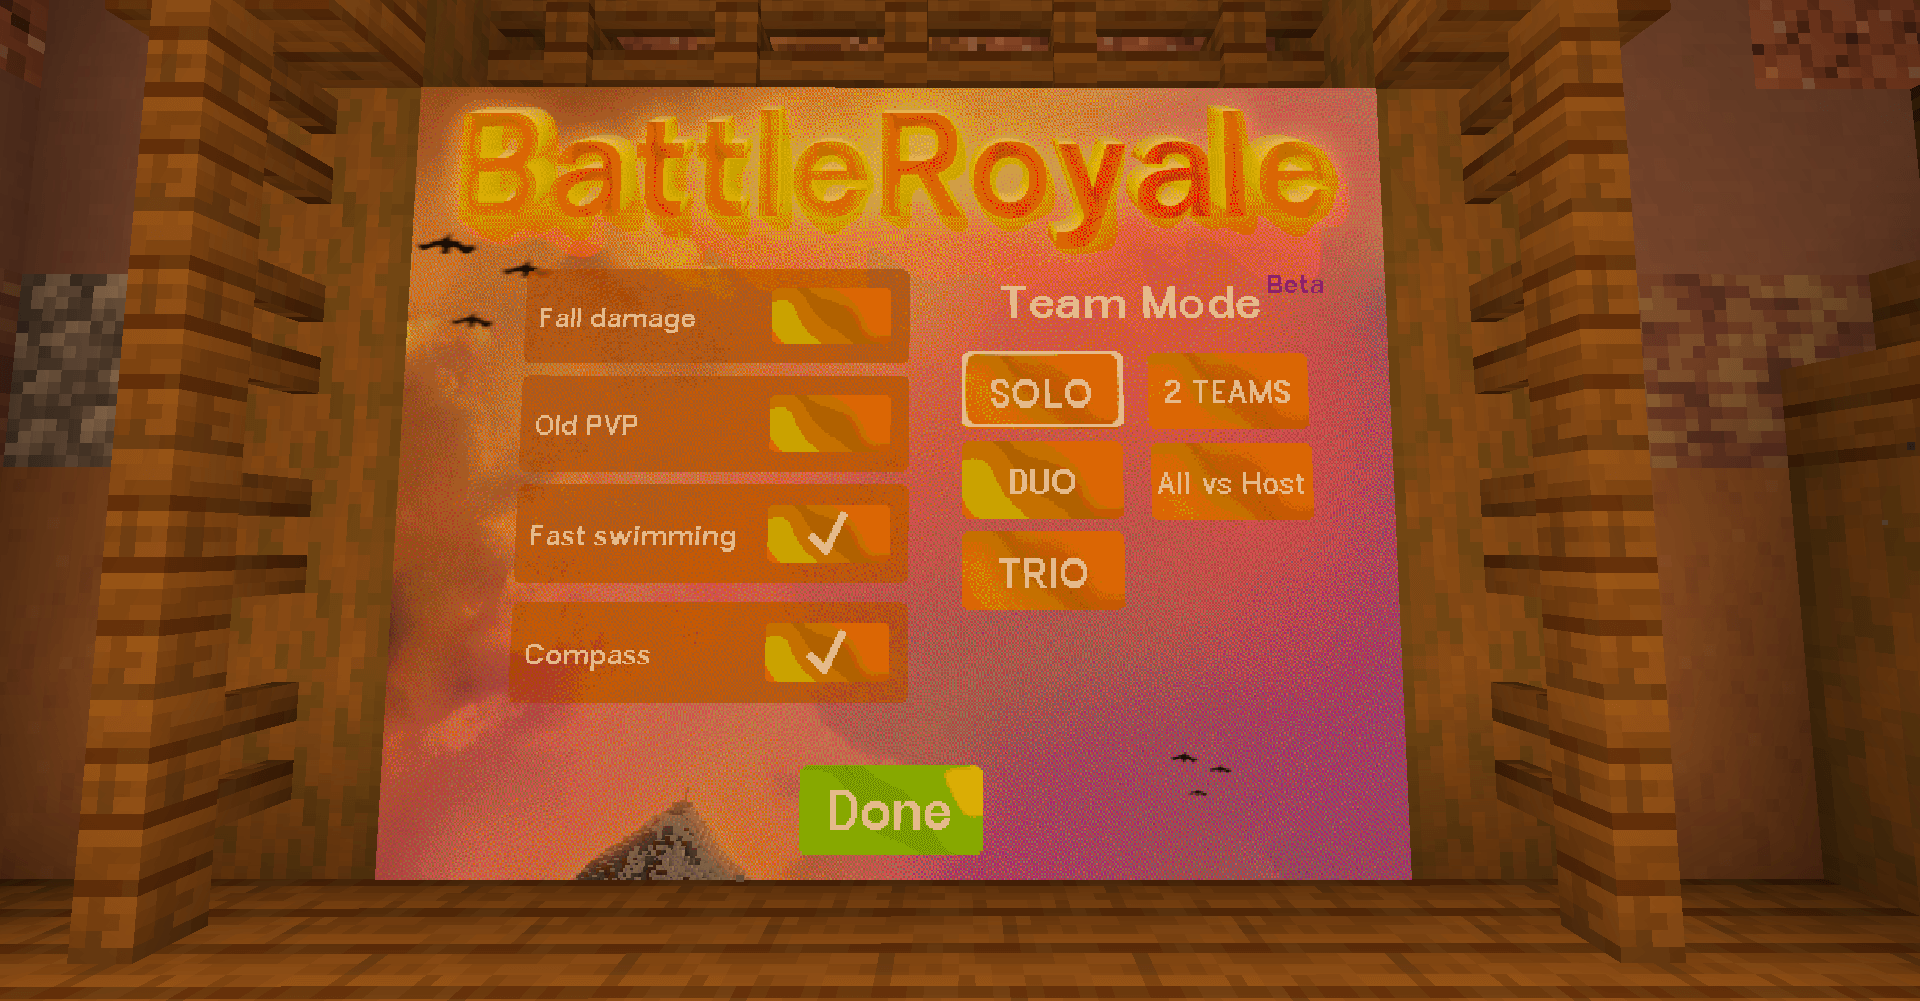 BattleRoyale
Fall damage
Old PVP
Fast swimming
Compass
Team Mode Beta
SOLO
2 TEAMS
DUO
All vs Host
TRIO
Done